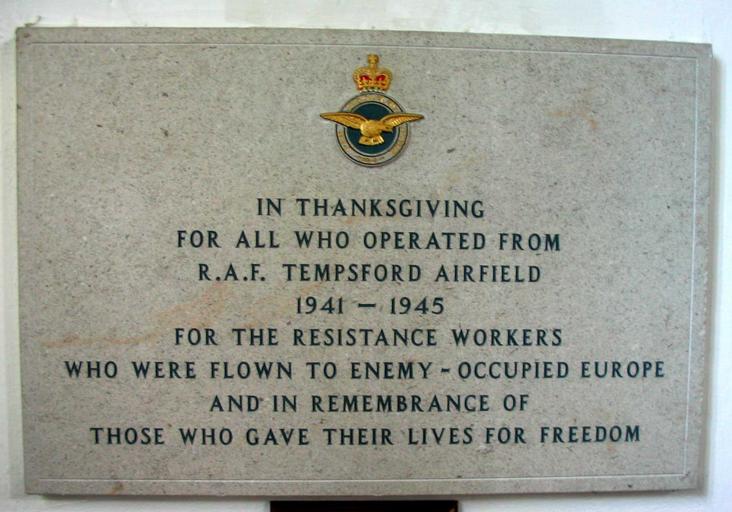 IN THANKSGIVING
FOR ALL WHO OPERATED FROM
R.A.F. TEMPSFORD AIRFIELD
1941 – 1945
FOR THE RESISTANCE WORKERS
WHO WERE FLOWN TO ENEMY-OCCUPIED EUROPE
AND IN REMEMBRANCE OF
THOSE WHO GAVE THEIR LIVES FOR FREEDOM